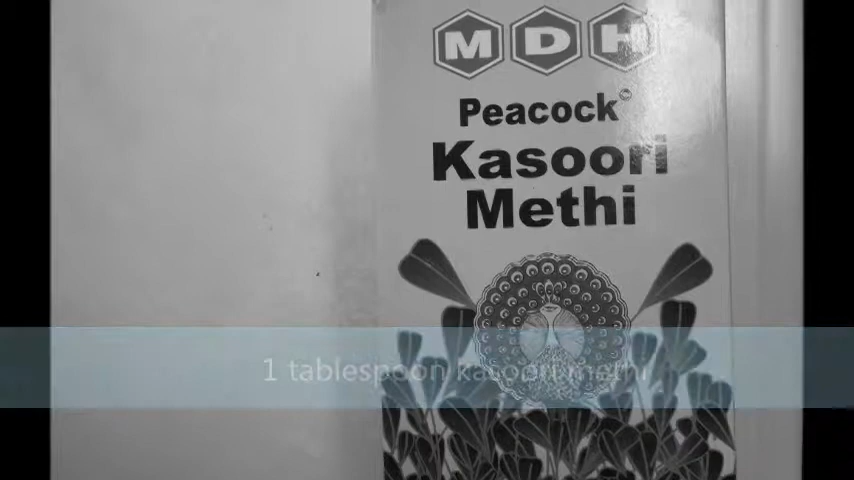 MDH
Peacock
Kasoori
Methi
1 tablespoon kasoori methi